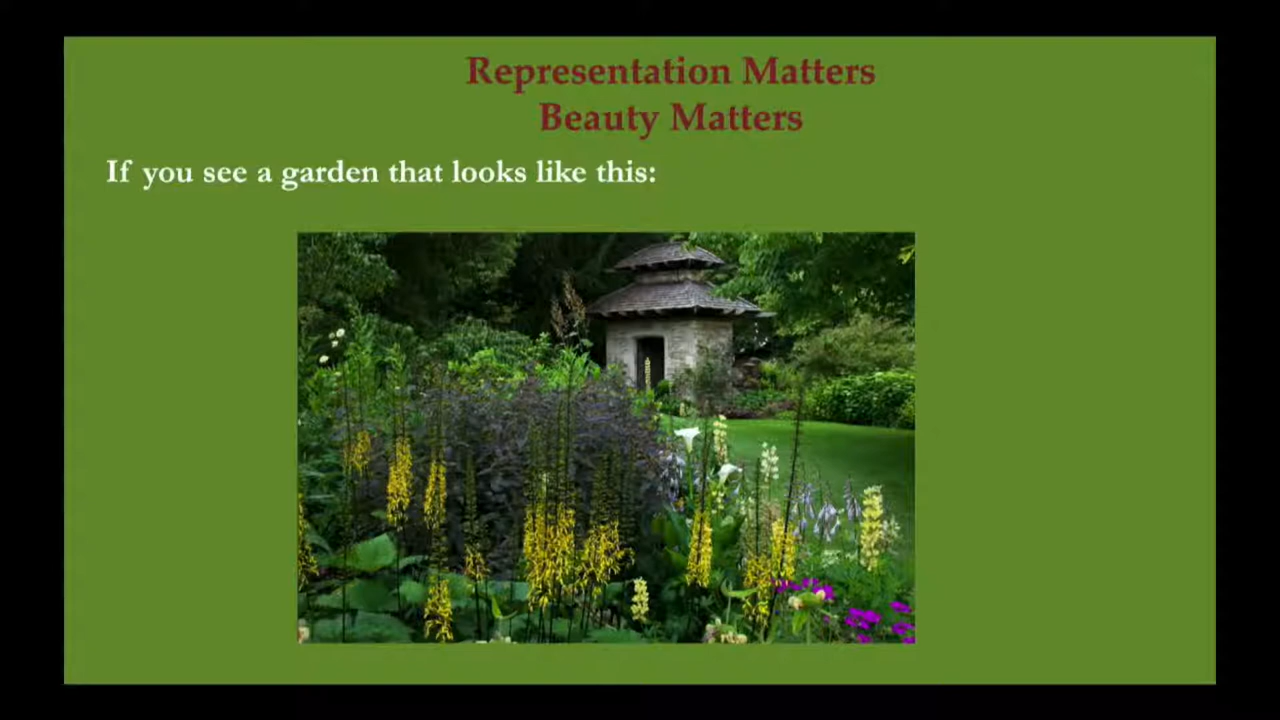 Representation Matters
Beauty Matters
If you see a garden that looks like this: